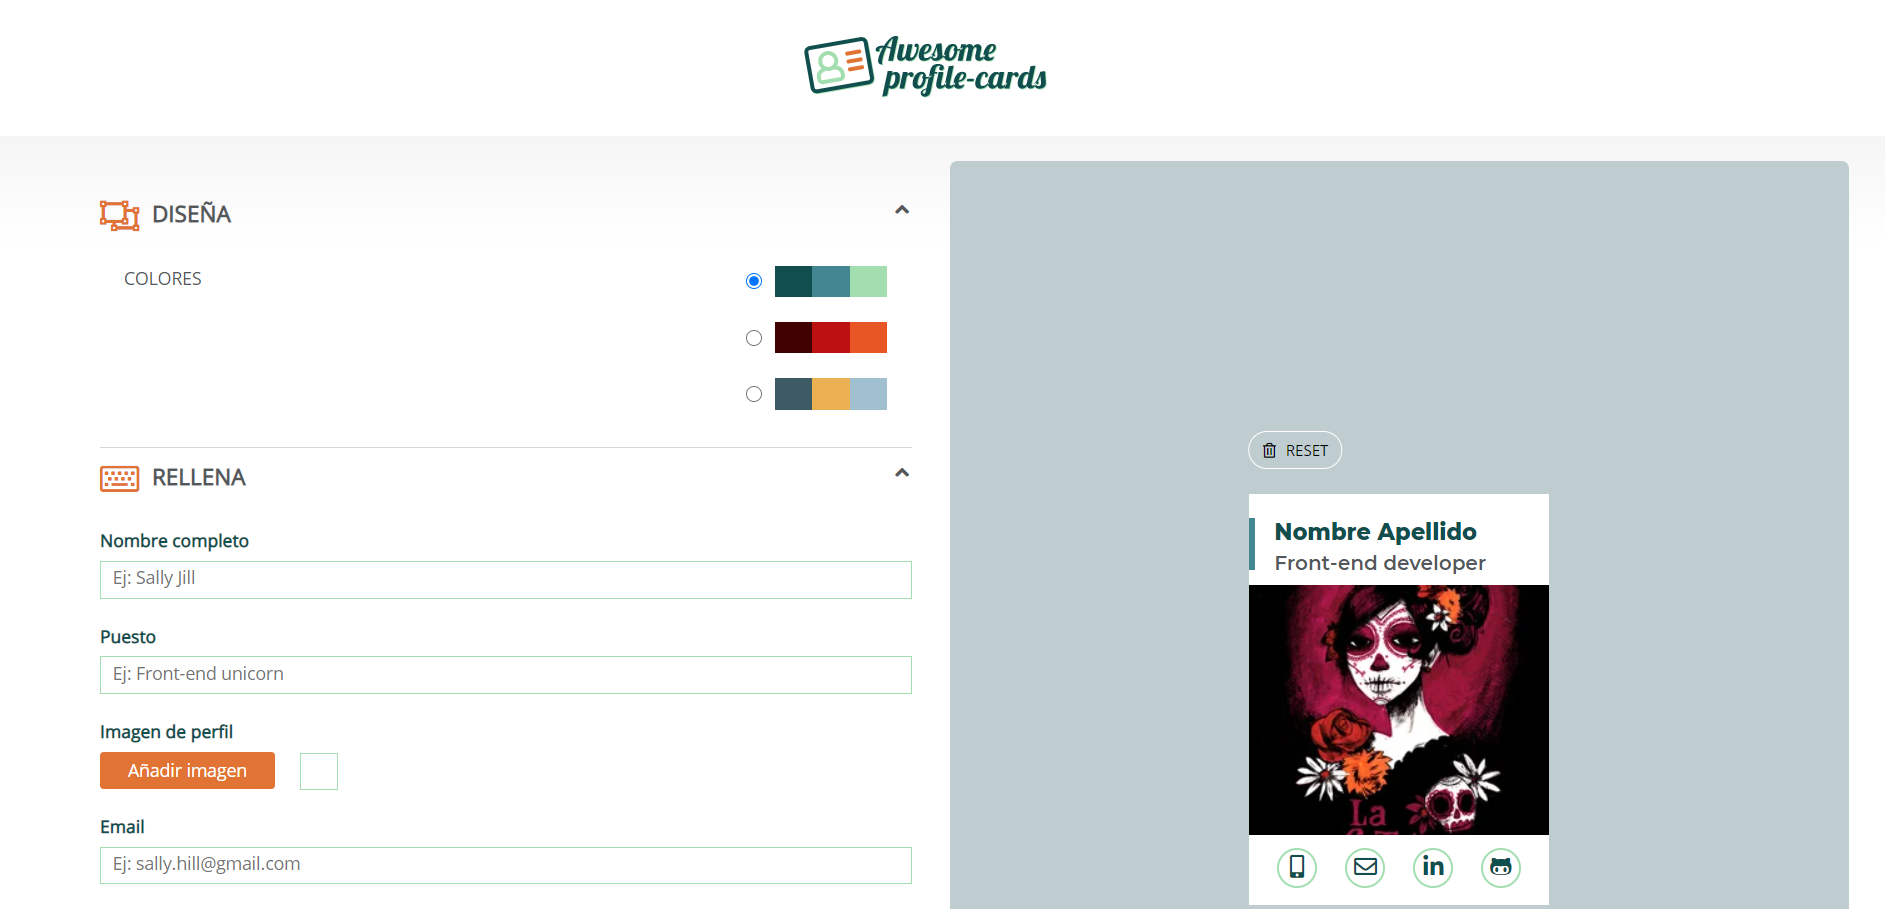 Awesome
profile-cards
DISEÑA
COLORES
RELLENA
Nombre completo
Ej: Sally Jill
Puesto
Ej: Front-end unicorn
Imagen de perfil
Añadir imagen
Email
Ej: sally.hill@gmail.com
RESET
Nombre Apellido
Front-end developer
La
in